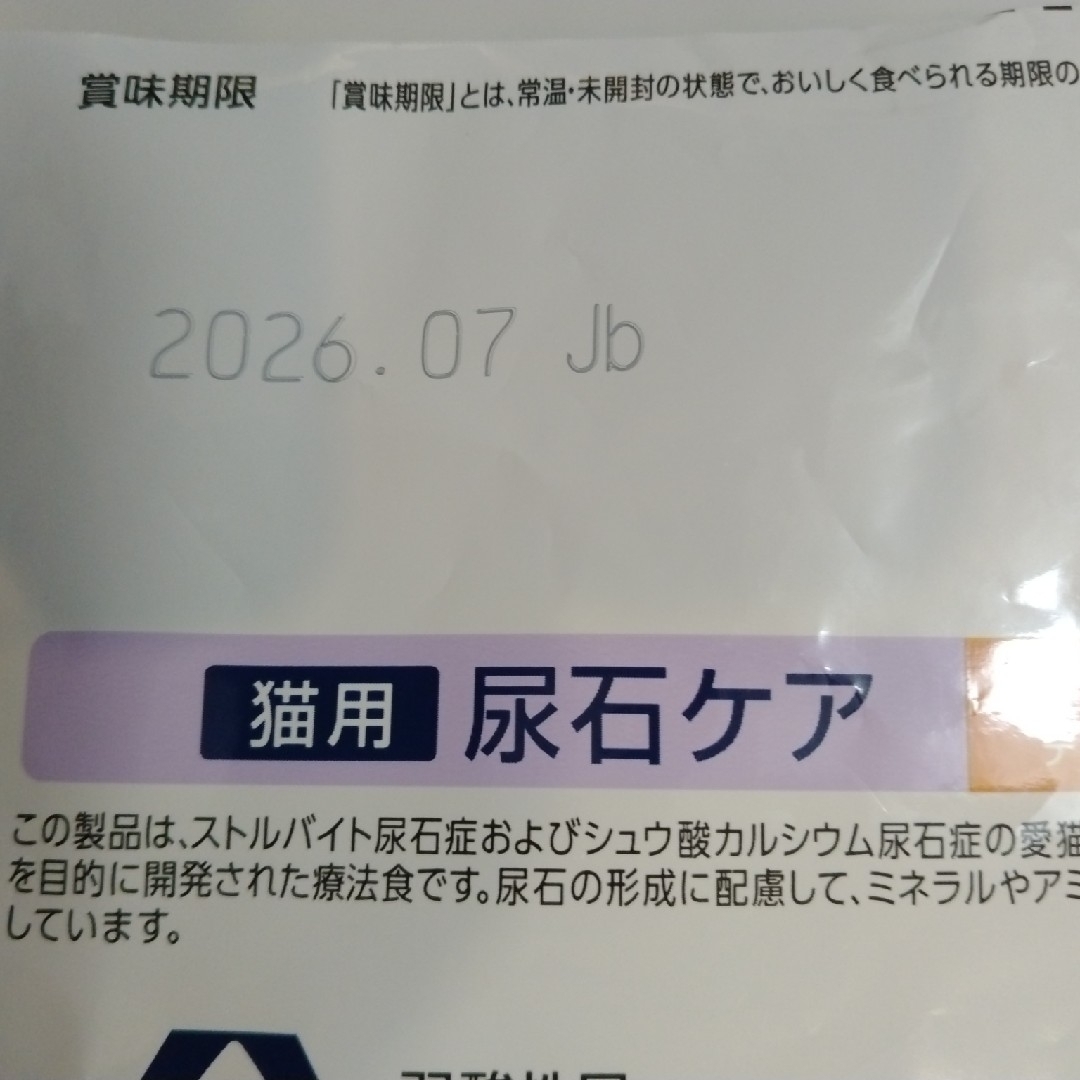 賞味期限
「賞味期限」とは、常温・未開封の状態で、おいしく食べられる期限の
2026.07 Jb
猫用 尿石ケア
この製品は、ストルバイト尿石症およびシュウ酸カルシウム尿石症の愛猫
を目的に開発された療法食です。尿石の形成に配慮して、ミネラルやアミ
しています。